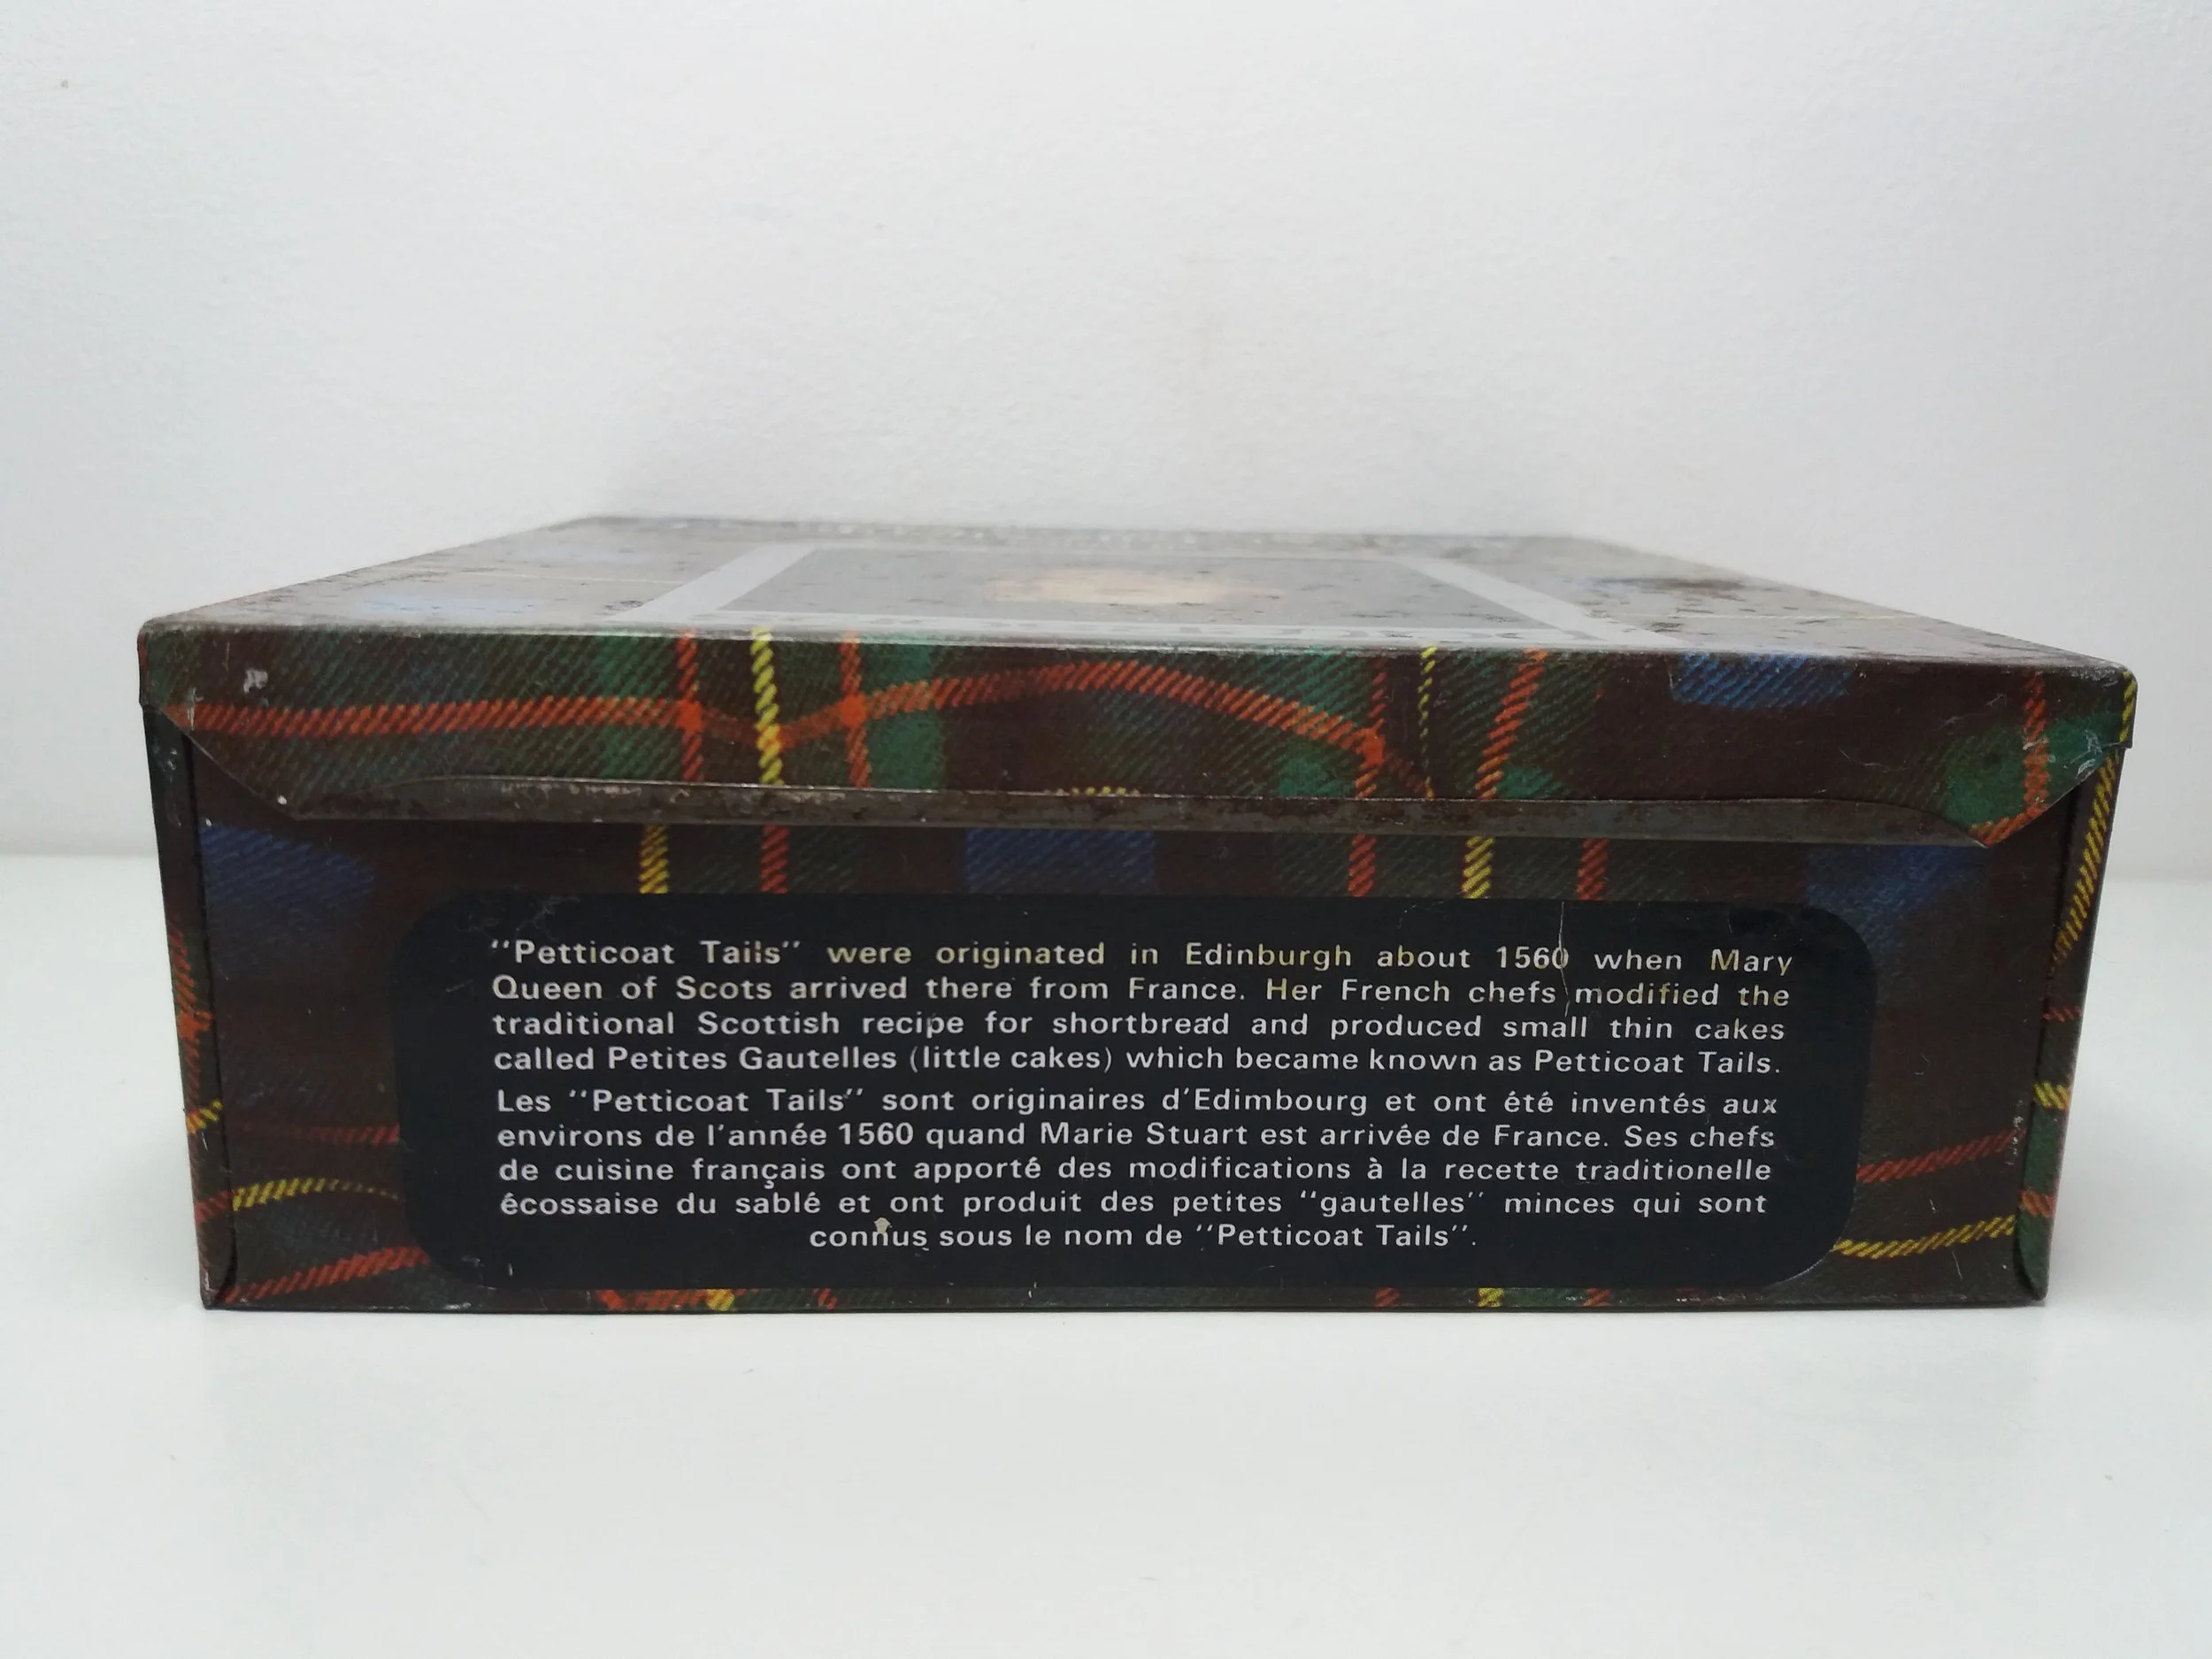 “Petticoat Tails” were originated in Edinburgh about 1560 when Mary
Queen of Scots arrived there from France. Her French chefs modified the
traditional Scottish recipe for shortbread and produced small thin cakes
called Petites Gautelles (little cakes) which became known as Petticoat Tails.
Les “Petticoat Tails” sont originaires d'Edimbourg et ont été inventés aux
environs de l'année 1560 quand Marie Stuart est arrivée de France. Ses chefs
de cuisine français ont apporté des modifications à la recette traditionelle
écossaise du sablé et ont produit des petites “gautelles” minces qui sont
connus sous le nom de “Petticoat Tails”.